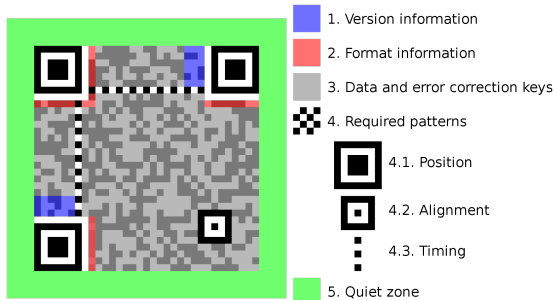 1. Version information
2. Format information
3. Data and error correction keys
4. Required patterns
4.1. Position
4.2. Alignment
4.3. Timing
5. Quiet zone